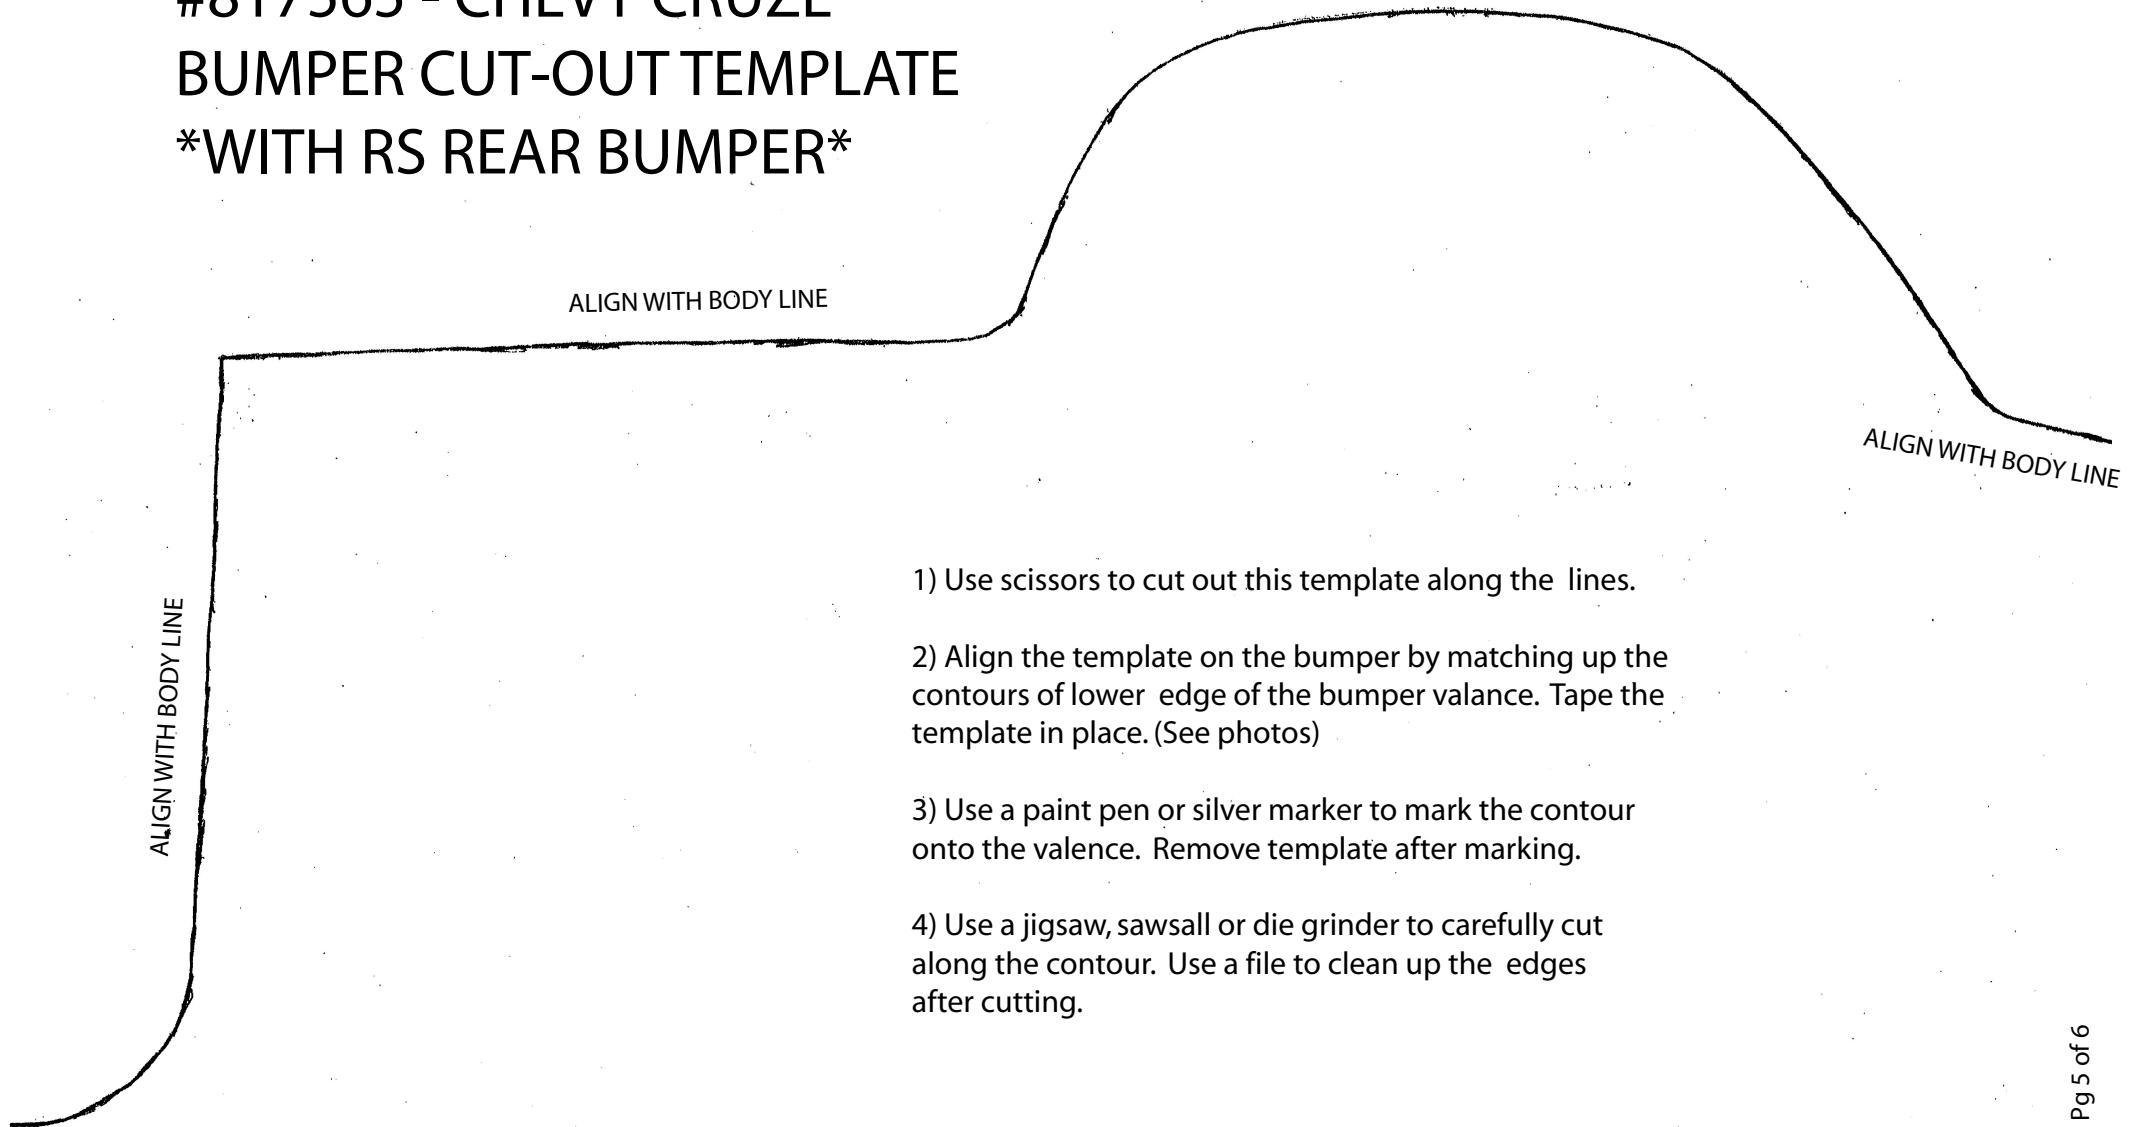 #817565 - CHEVY CRUZE
BUMPER CUT-OUT TEMPLATE
*WITH RS REAR BUMPER*
ALIGN WITH BODY LINE
ALIGN WITH BODY LINE
ALIGN WITH BODY LINE
1) Use scissors to cut out this template along the lines.
2) Align the template on the bumper by matching up the
contours of lower edge of the bumper valance. Tape the
template in place. (See photos)
3) Use a paint pen or silver marker to mark the contour
onto the valence. Remove template after marking.
4) Use a jigsaw, sawsall or die grinder to carefully cut
along the contour. Use a file to clean up the edges
after cutting.
Pg 5 of 6